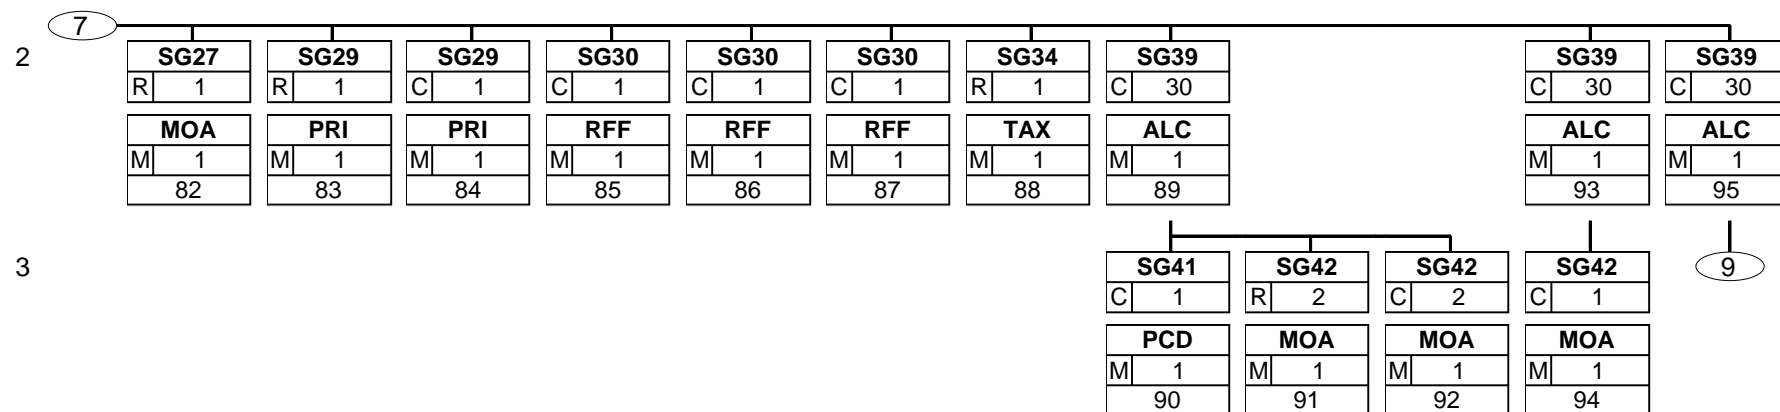 7
2
SG27 SG29 SG29 SG30 SG30 SG30 SG34 SG39 SG39 SG39
R 1 R 1 C 1 C 1 C 1 C 1 R 1 C 30 C 30 C 30
MOA PRI PRI RFF RFF RFF TAX ALC ALC ALC
M 1 M 1 M 1 M 1 M 1 M 1 M 1 M 1 M 1 M 1
82 83 84 85 86 87 88 89 93 95
3
SG41 SG42 SG42 SG42 9
C 1 R 2 C 2 C 1
PCD MOA MOA MOA
M 1 M 1 M 1 M 1
90 91 92 94